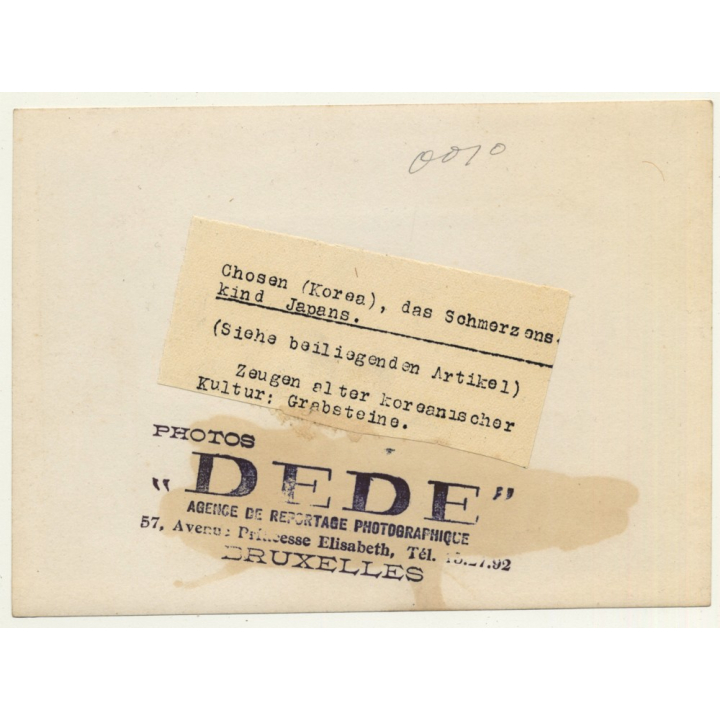 0010
Chosen (Korea), das Schmerzens-
kind Japans.
(Siehe beiliegenden Artikel)
Zeugen alter koreanischer
Kultur: Grabsteine.
PHOTOS
„DEDE”
AGENCE DE REPORTAGE PHOTOGRAPHIQUE
57, Avenue Princesse Elisabeth, Tél.
BRUXELLES